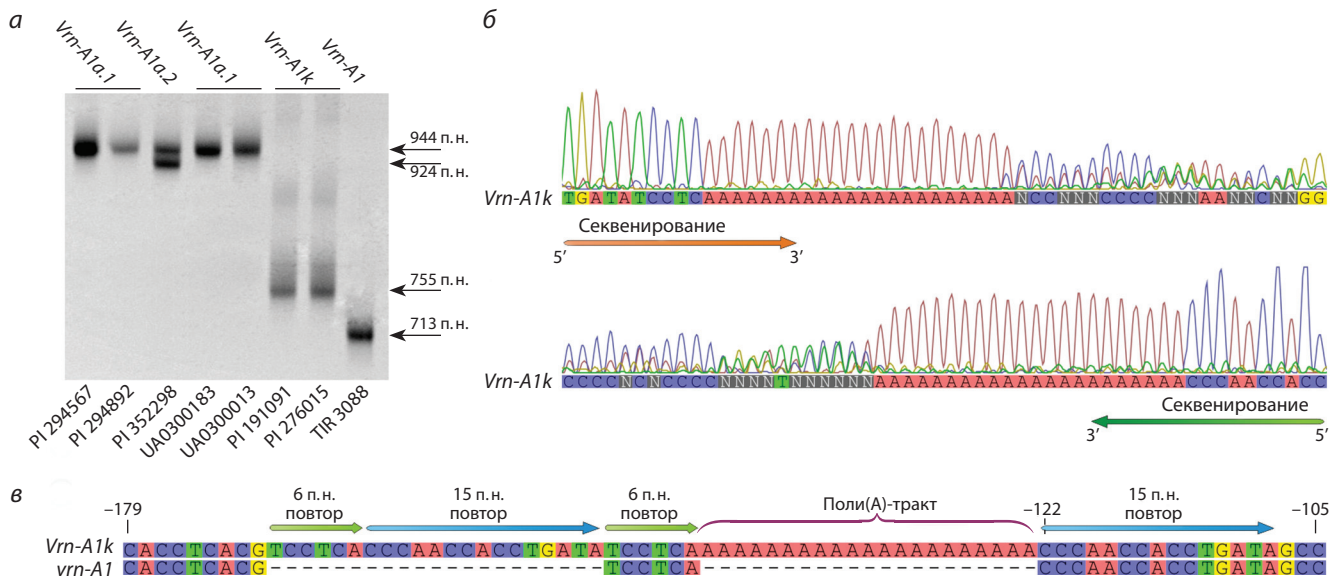 а
Vrn-A1a.1
Vrn-A1a.2
Vrn-A1a.1
Vrn-A1k
Vrn-A1
944 п.н.
924 п.н.
755 п.н.
713 п.н.
PI 294567
PI 294892
PI 352298
UA0300183
UA0300013
PI 191091
PI 276015
TIR 3088
б
Vrn-A1k
Секвенирование
5’ 3’
Vrn-A1k
Секвенирование
3’ 5’
в
−179
6 п.н. повтор
15 п.н. повтор
6 п.н. повтор
Поли(А)-тракт
−122
15 п.н. повтор
−105
Vrn-A1k CACCTCACGTCCTCACCCAACCACCTGATATCCTCAAAAAAAAAAAAAAAAAAAAAACCCAACCACCTGATAGCC
vrn-A1 CACCTCACG---------------------TCCTCA---------------------CCCAACCACCTGATAGCC